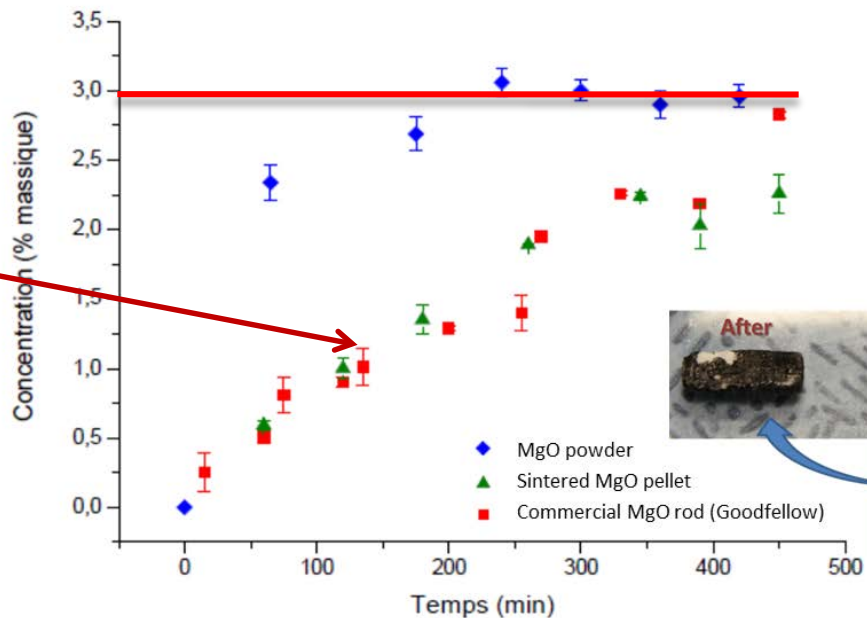 3,5
3,0
2,5
2,0
1,5
1,0
0,5
0,0
Concentration (% massique)
After
MgO powder
Sintered MgO pellet
Commercial MgO rod (Goodfellow)
0
100
200
300
400
500
Temps (min)